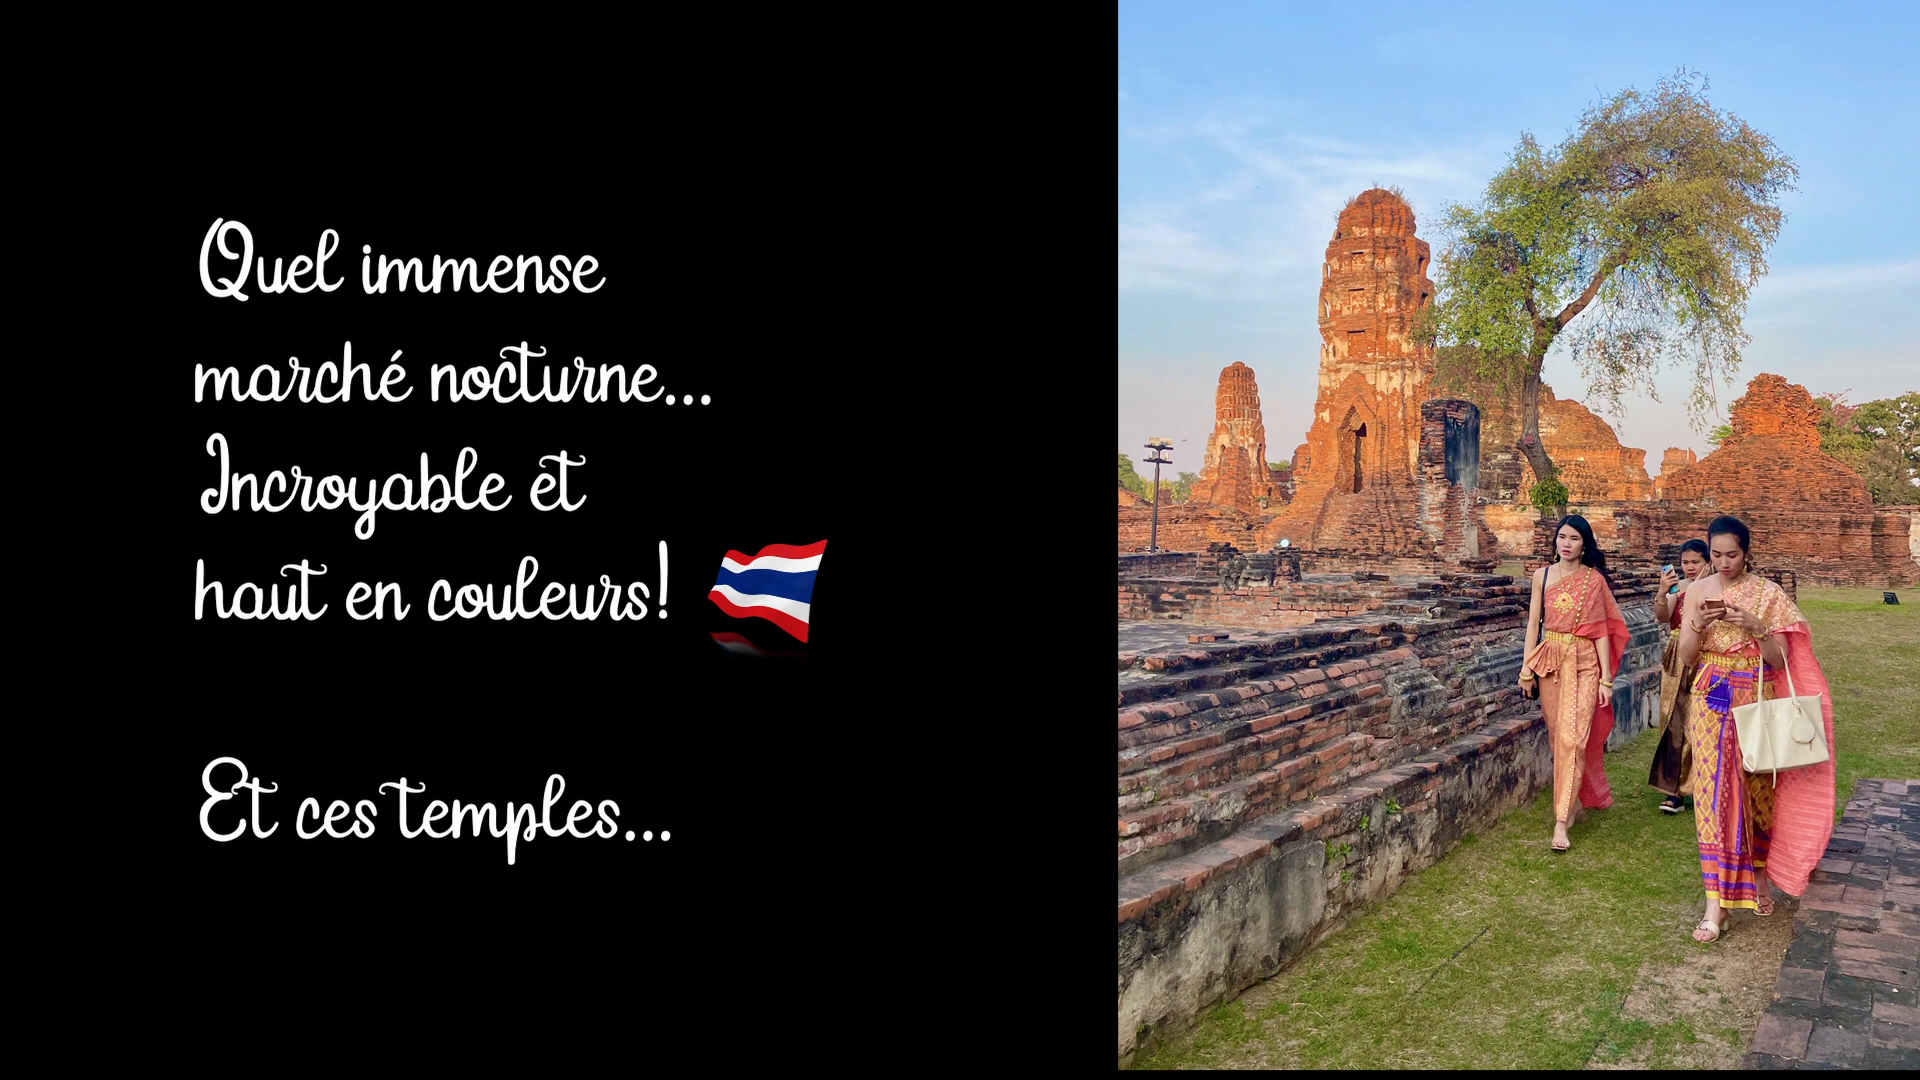 Quel immense
marché nocturne...
Incroyable et
haut en couleurs!
Et ces temples...